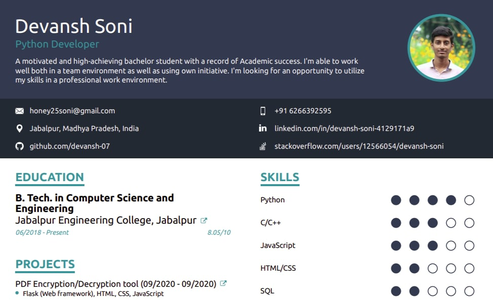 Devansh Soni
Python Developer
A motivated and high-achieving bachelor student with a record of Academic success. I'm able to work
well both in a team environment as well as using own initiative. I'm looking for an opportunity to utilize
my skills in a professional work environment.
honey25soni@gmail.com
+91 6266392595
Jabalpur, Madhya Pradesh, India
linkedin.com/in/devansh-soni-4129171a9
github.com/devansh-07
stackoverflow.com/users/12566054/devansh-soni
EDUCATION
B. Tech. in Computer Science and
Engineering
Jabalpur Engineering College, Jabalpur
06/2018 - Present
8.05/10
PROJECTS
PDF Encryption/Decryption tool (09/2020 - 09/2020)
Flask (Web framework), HTML, CSS, JavaScript
SKILLS
Python
C/C++
JavaScript
HTML/CSS
SQL